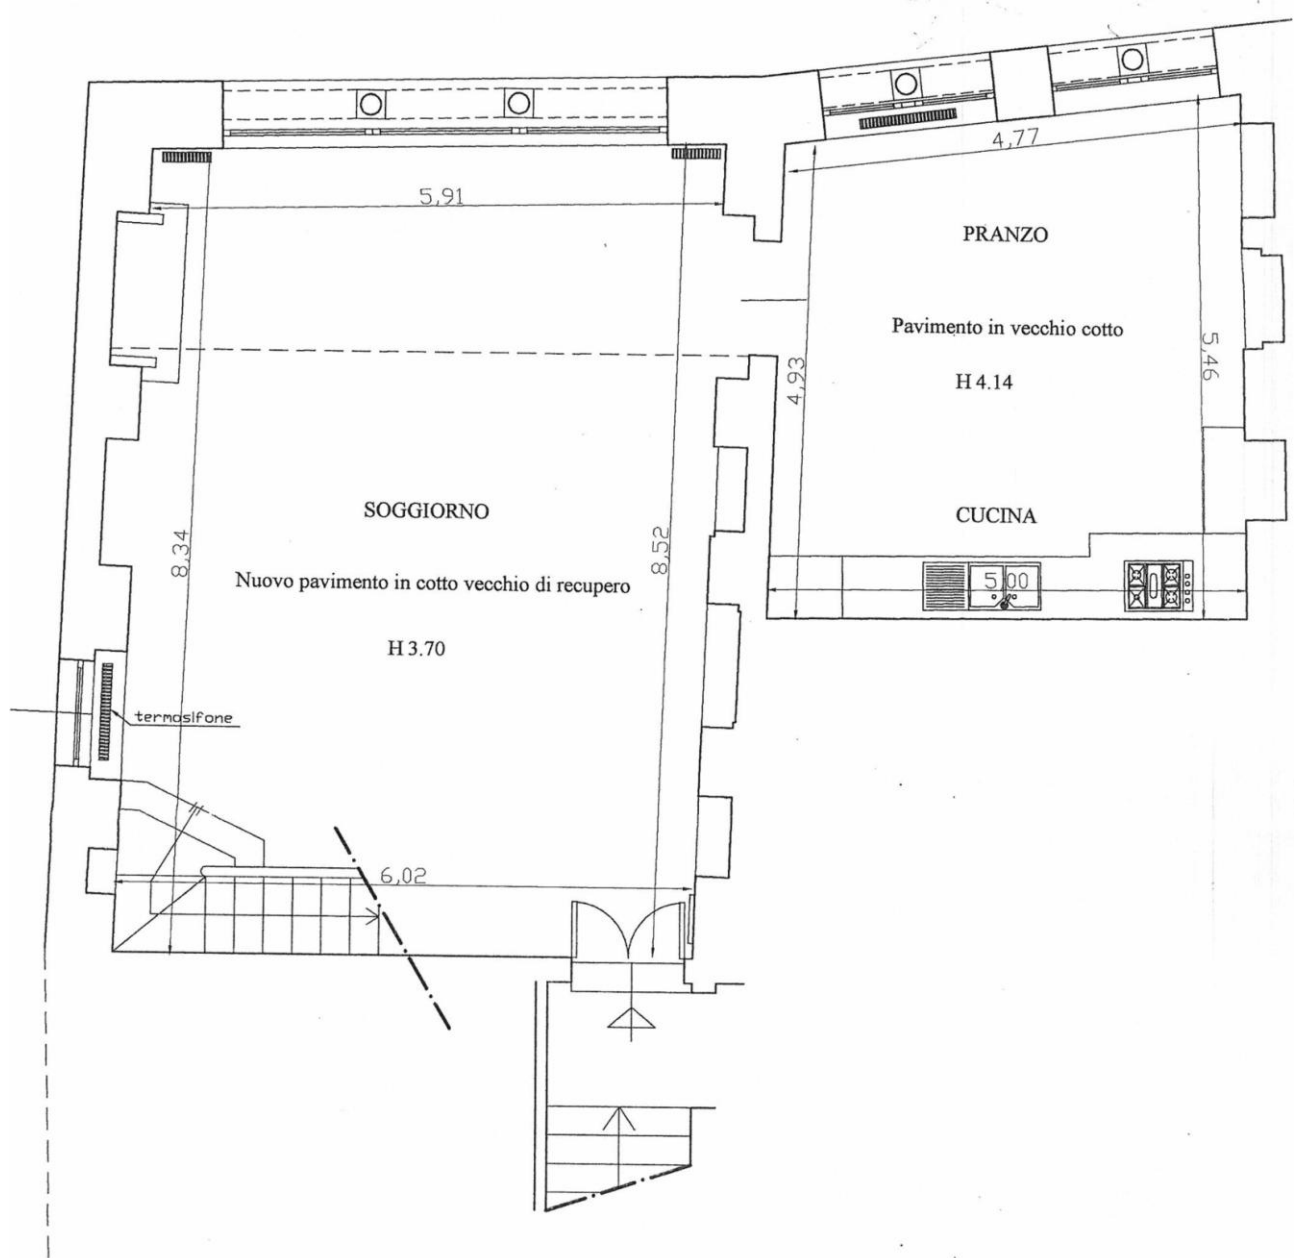 4,77
5,91
PRANZO
Pavimento in vecchio cotto
H 4.14
4,93
5,46
SOGGIORNO
CUCINA
8,34
8,52
Nuovo pavimento in cotto vecchio di recupero
5,00
H 3.70
termosifone
6,02